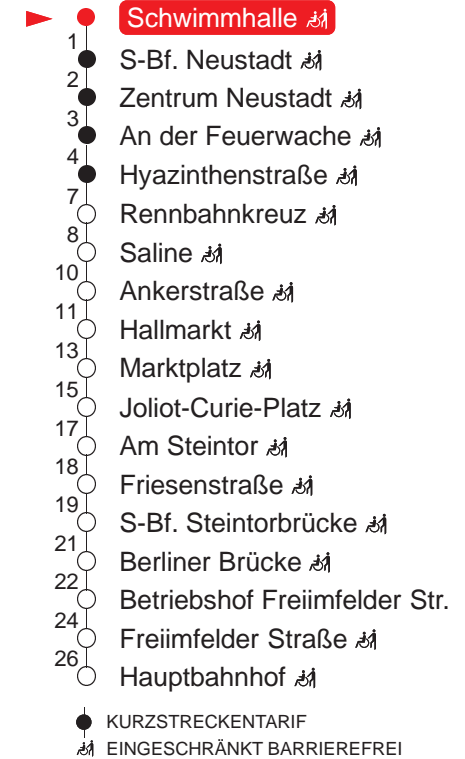 Schwimmhalle
1
S-Bf. Neustadt
2
Zentrum Neustadt
3
An der Feuerwache
4
Hyazinthenstraße
7
Rennbahnkreuz
8
Saline
10
Ankerstraße
11
Hallmarkt
13
Marktplatz
15
Joliot-Curie-Platz
17
Am Steintor
18
Friesenstraße
19
S-Bf. Steintorbrücke
21
Berliner Brücke
22
Betriebshof Freiimfelder Str.
24
Freiimfelder Straße
26
Hauptbahnhof
KURZSTRECKENTARIF
EINGESCHRÄNKT BARRIEREFREI